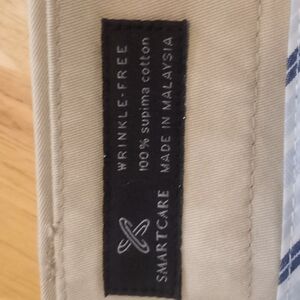 WRINKLE-FREE
100% supima cotton
MADE IN MALAYSIA
SMARTCARE